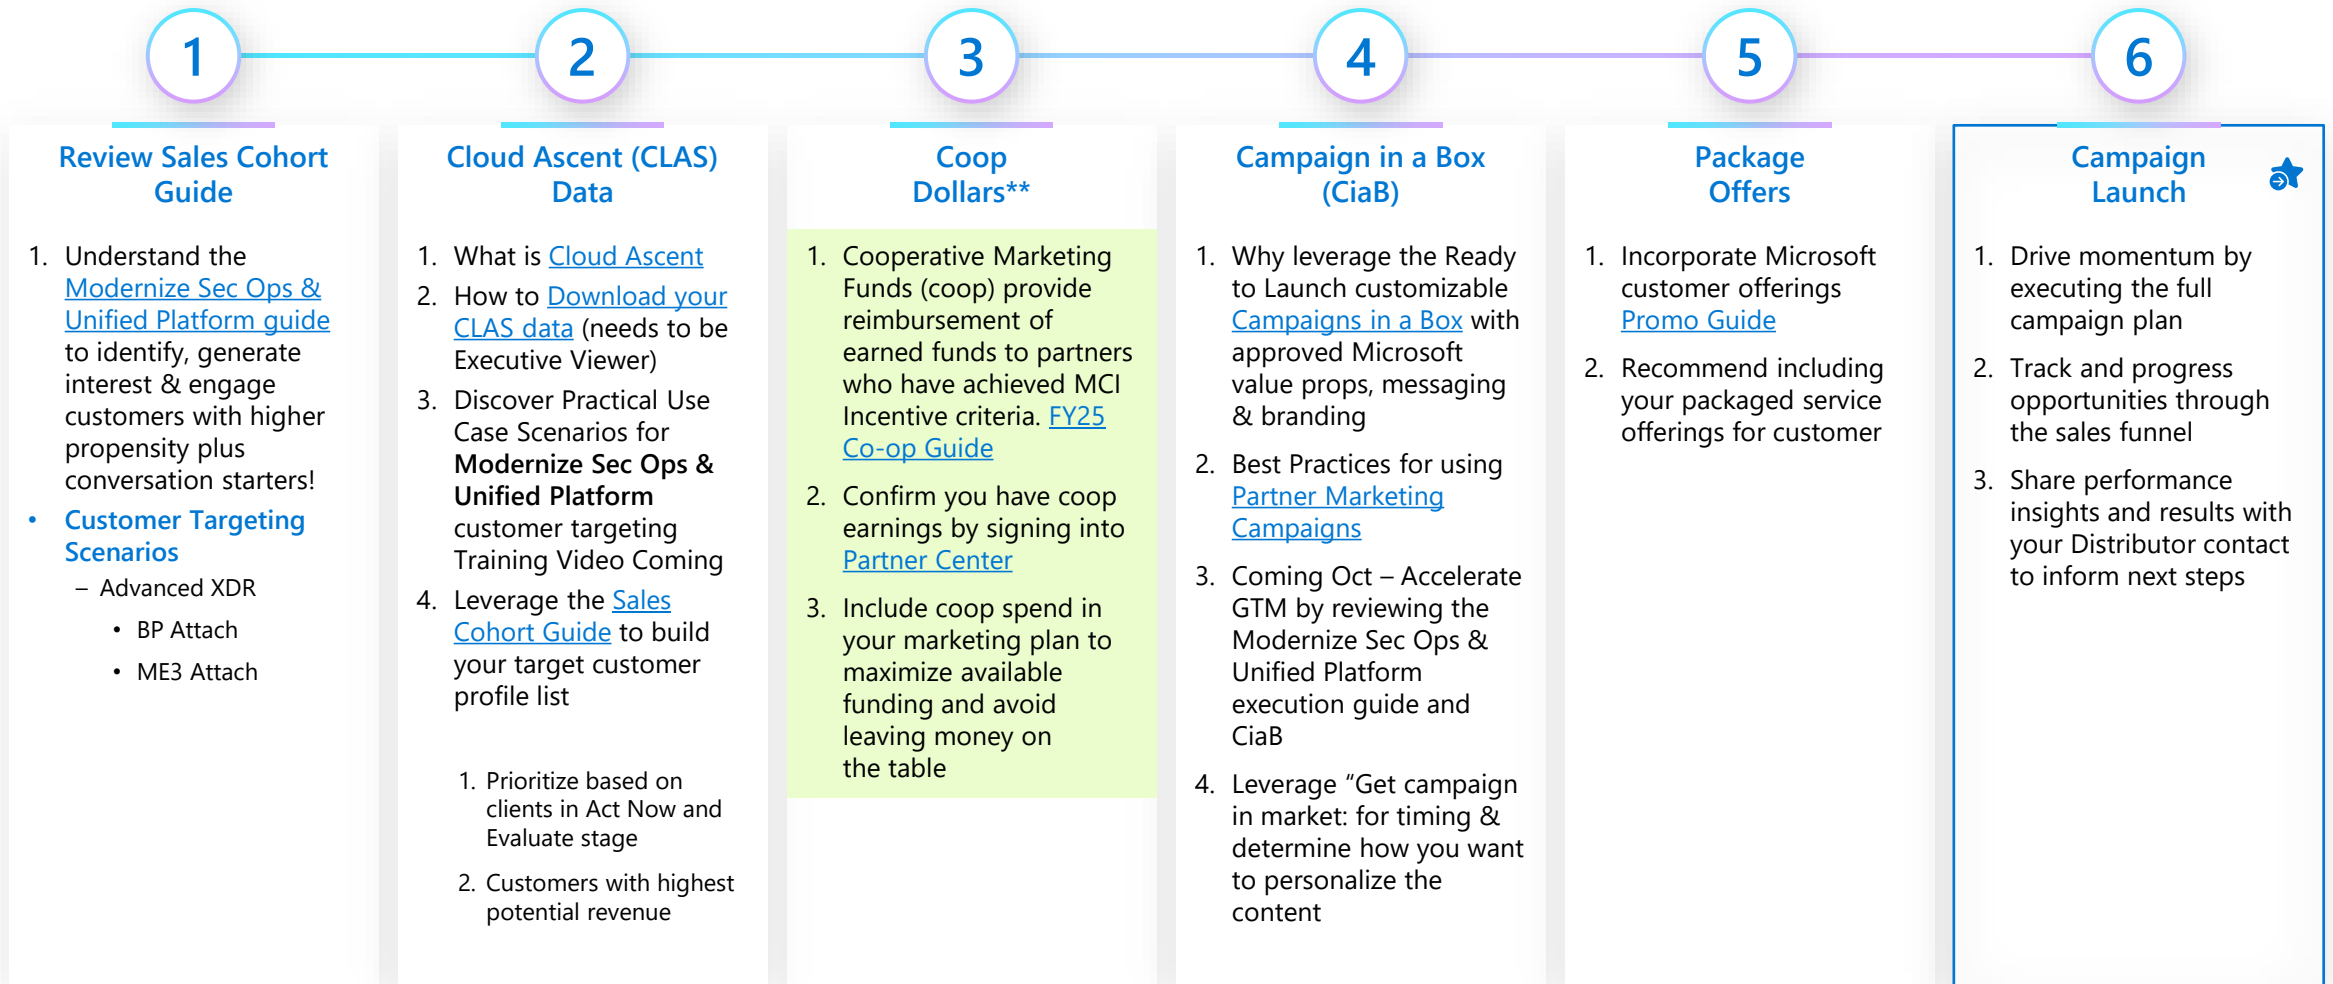 1
2
3
4
5
6
Review Sales Cohort
Guide
1. Understand the
Modernize Sec Ops &
Unified Platform guide
to identify, generate
interest & engage
customers with higher
propensity plus
conversation starters!
• Customer Targeting
Scenarios
– Advanced XDR
• BP Attach
• ME3 Attach
Cloud Ascent (CLAS)
Data
1. What is Cloud Ascent
2. How to Download your
CLAS data (needs to be
Executive Viewer)
3. Discover Practical Use
Case Scenarios for
Modernize Sec Ops &
Unified Platform
customer targeting
Training Video Coming
4. Leverage the Sales
Cohort Guide to build
your target customer
profile list
1. Prioritize based on
clients in Act Now and
Evaluate stage
2. Customers with highest
potential revenue
Coop
Dollars**
1. Cooperative Marketing
Funds (coop) provide
reimbursement of
earned funds to partners
who have achieved MCI
Incentive criteria. FY25
Co-op Guide
2. Confirm you have coop
earnings by signing into
Partner Center
3. Include coop spend in
your marketing plan to
maximize available
funding and avoid
leaving money on
the table
Campaign in a Box
(CiaB)
1. Why leverage the Ready
to Launch customizable
Campaigns in a Box with
approved Microsoft
value props, messaging
& branding
2. Best Practices for using
Partner Marketing
Campaigns
3. Coming Oct – Accelerate
GTM by reviewing the
Modernize Sec Ops &
Unified Platform
execution guide and
CiaB
4. Leverage “Get campaign
in market: for timing &
determine how you want
to personalize the
content
Package
Offers
1. Incorporate Microsoft
customer offerings
Promo Guide
2. Recommend including
your packaged service
offerings for customer
Campaign
Launch
1. Drive momentum by
executing the full
campaign plan
2. Track and progress
opportunities through
the sales funnel
3. Share performance
insights and results with
your Distributor contact
to inform next steps